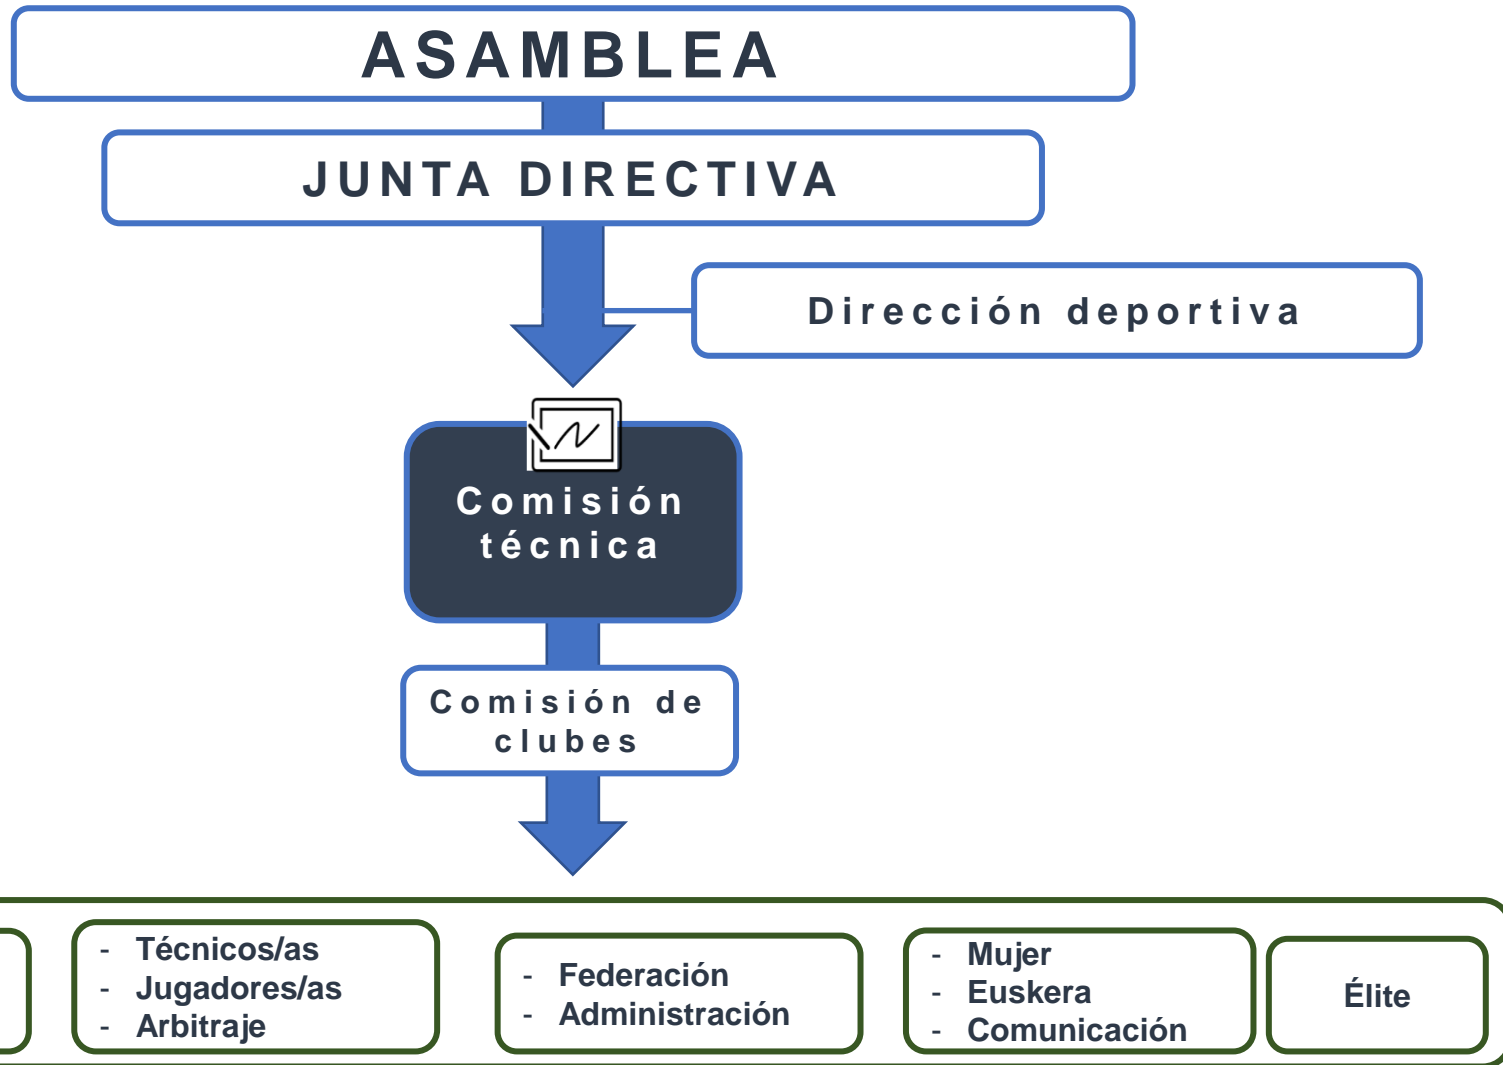 ASAMBLEA
JUNTA DIRECTIVA
Dirección deportiva
Comisión
técnica
Comisión de
clubes
- Técnicos/as
- Jugadores/as
- Arbitraje
- Federación
- Administración
- Mujer
- Euskera
- Comunicación
Élite